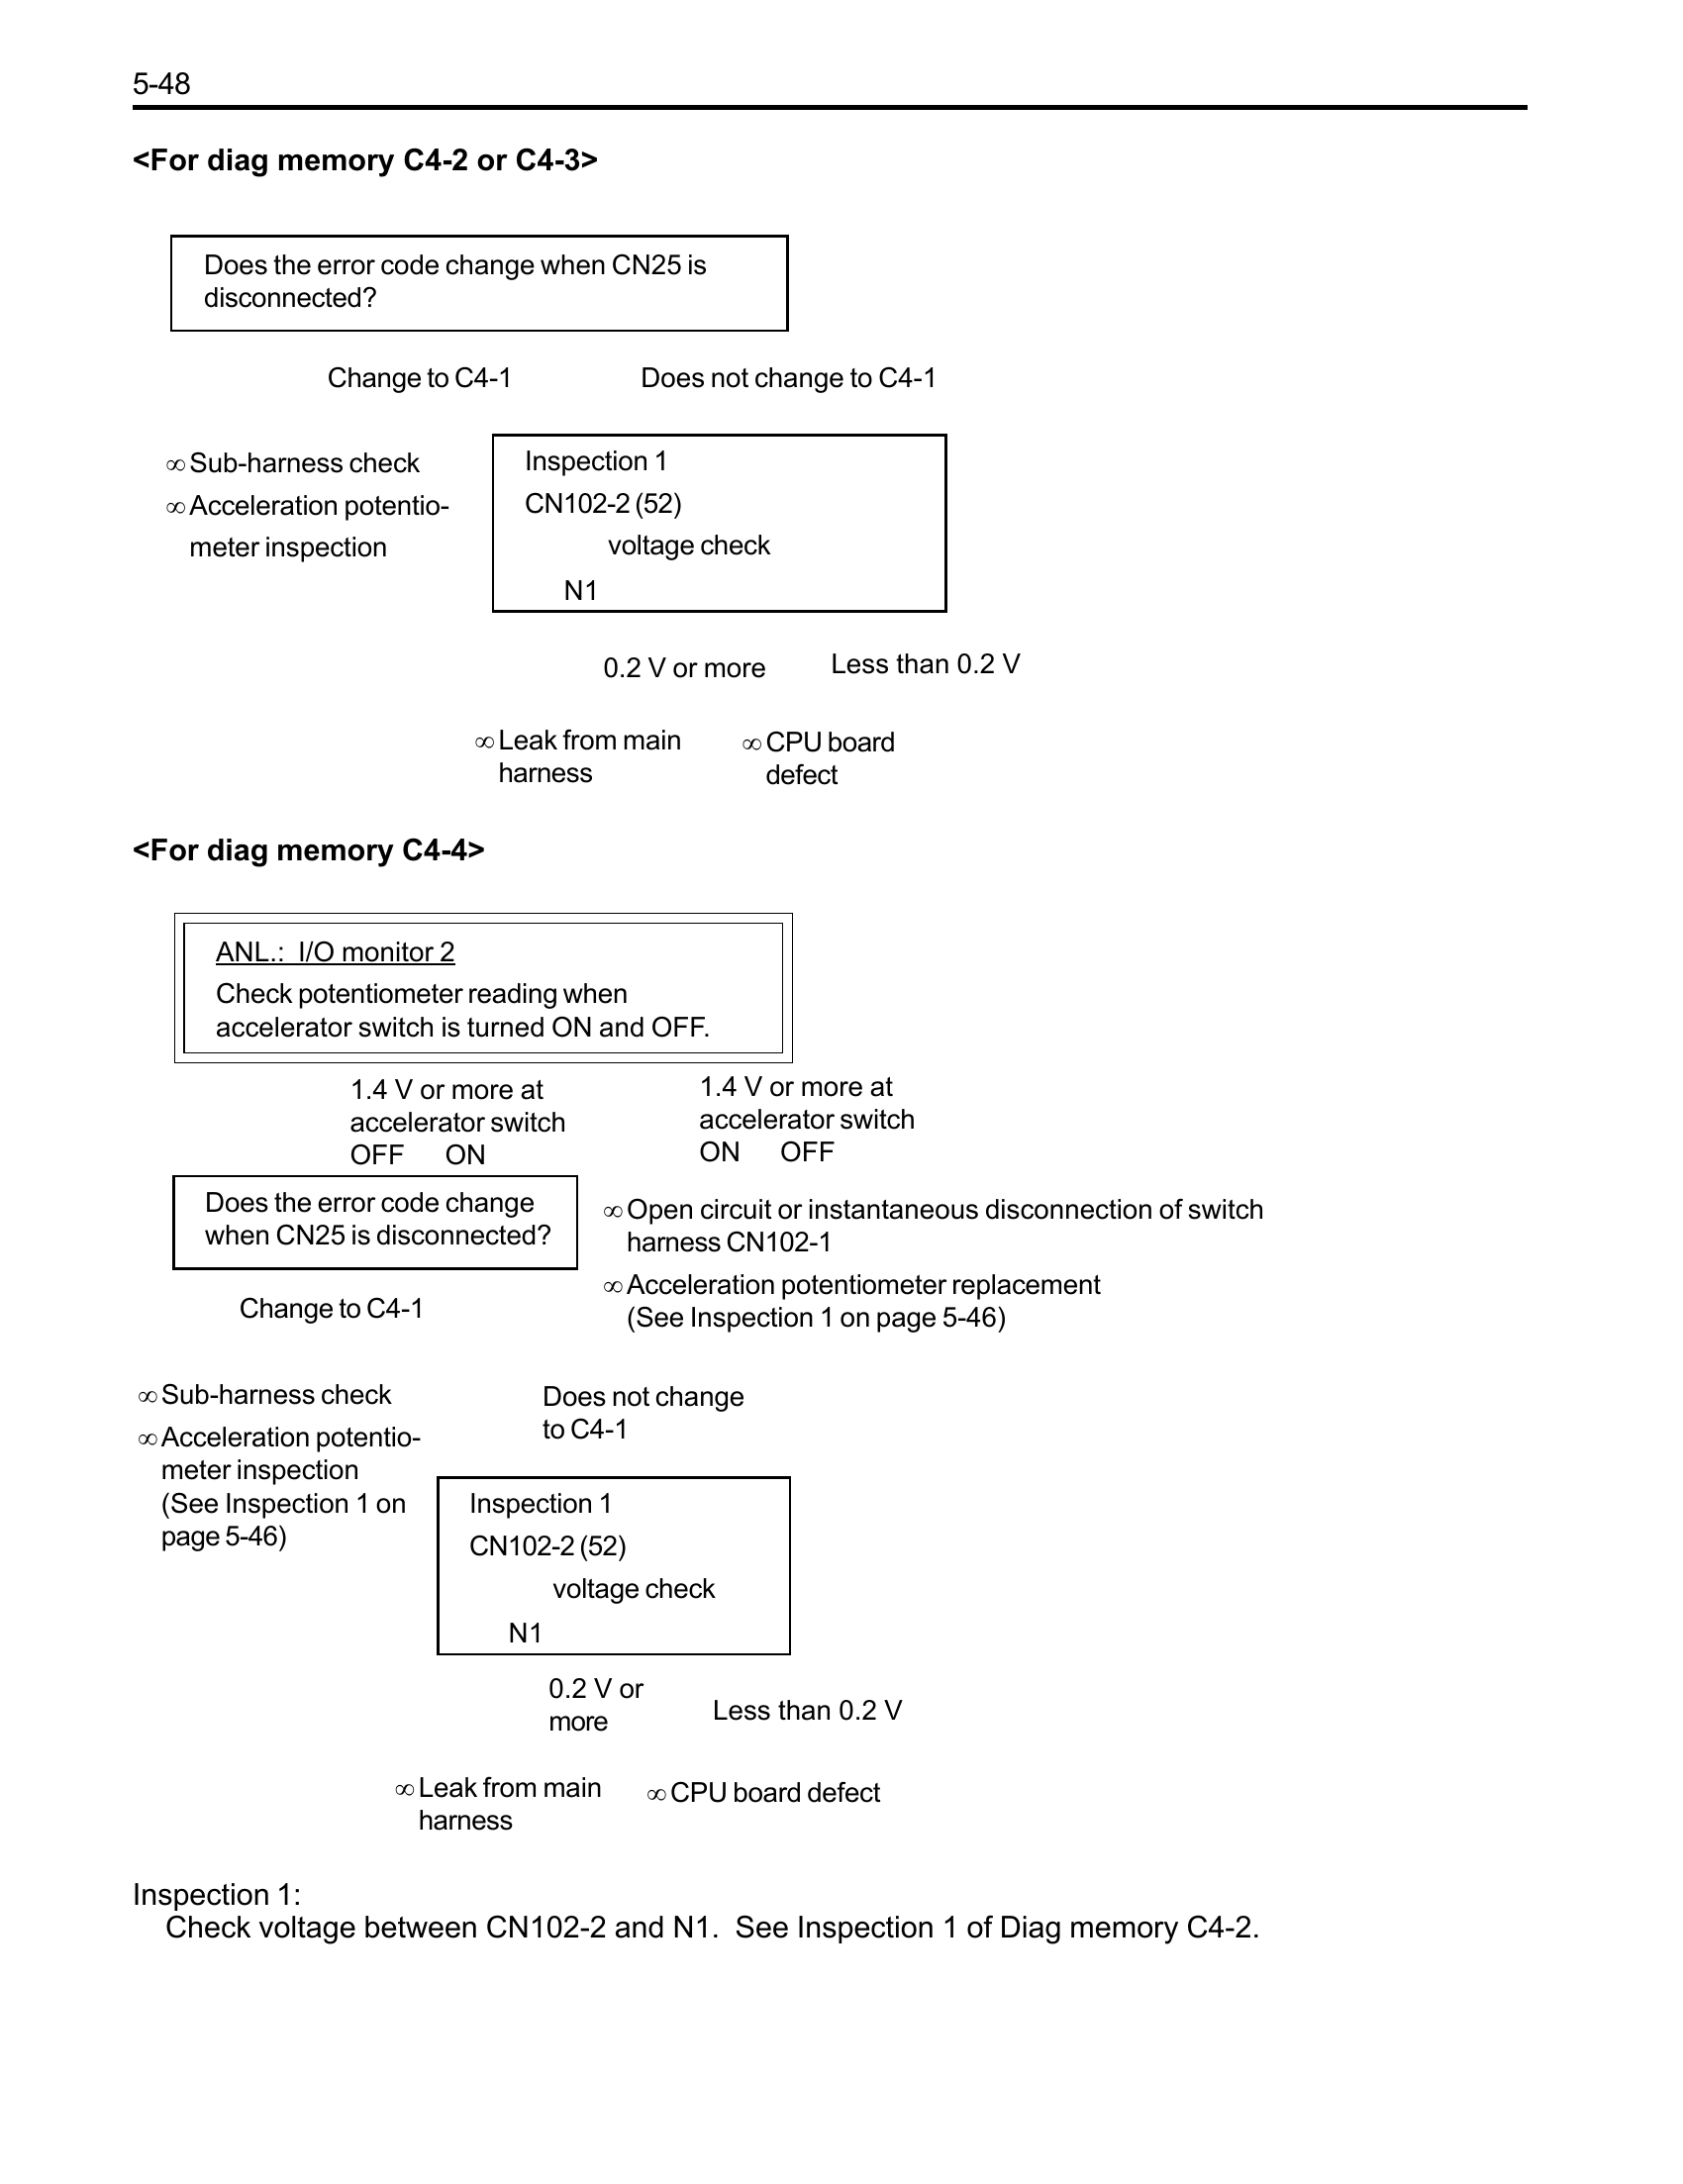 5-48
<For diag memory C4-2 or C4-3>
Does the error code change when CN25 is
disconnected?
Change to C4-1
Does not change to C4-1
∞ Sub-harness check
∞ Acceleration potentio-
meter inspection
Inspection 1
CN102-2 (52)
voltage check
N1
0.2 V or more
Less than 0.2 V
∞ Leak from main
harness
∞ CPU board
defect
<For diag memory C4-4>
ANL.:  I/O monitor 2
Check potentiometer reading when
accelerator switch is turned ON and OFF.
1.4 V or more at
accelerator switch
OFF ON
1.4 V or more at
accelerator switch
ON OFF
Does the error code change
when CN25 is disconnected?
∞ Open circuit or instantaneous disconnection of switch
harness CN102-1
∞ Acceleration potentiometer replacement
(See Inspection 1 on page 5-46)
Change to C4-1
∞ Sub-harness check
∞ Acceleration potentio-
meter inspection
(See Inspection 1 on
page 5-46)
Does not change
to C4-1
Inspection 1
CN102-2 (52)
voltage check
N1
0.2 V or
more
Less than 0.2 V
∞ Leak from main
harness
∞ CPU board defect
Inspection 1:
Check voltage between CN102-2 and N1.  See Inspection 1 of Diag memory C4-2.